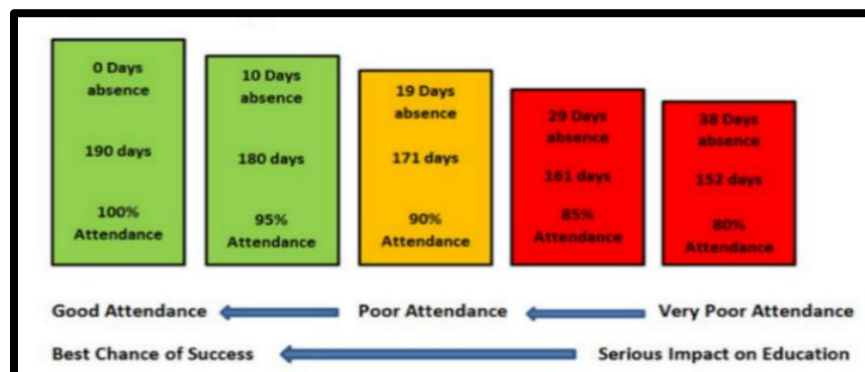 0 Days
absence
190 days
100%
Attendance
10 Days
absence
180 days
95%
Attendance
19 Days
absence
171 days
90%
Attendance
29 Days
absence
161 days
85%
Attendance
38 Days
absence
152 days
80%
Attendance
Good Attendance
Poor Attendance
Very Poor Attendance
Best Chance of Success
Serious Impact on Education